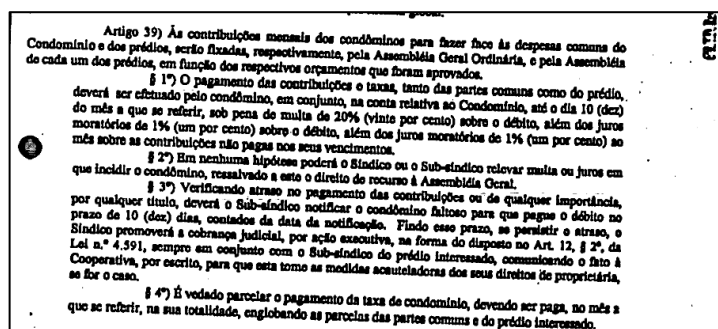 Artigo 39) Às contribuições mensais dos condôminos para fazer face às despesas comuns do
Condomínio e dos prédios, serão fixadas, respectivamente, pela Assembléia Geral Ordinária, e pela Assembléia
de cada um dos prédios, em função dos respectivos orçamentos que foram aprovados.
§ 1º) O pagamento das contribuições e taxas, tanto das partes comuns como do prédio,
deverá ser efetuado pelo condômino, em conjunto, na conta relativa ao Condomínio, até o dia 10 (dez)
do mês a que se referir, sob pena de multa de 20% (vinte por cento) sobre o débito, além dos juros
moratórios de 1% (um por cento) sobre o débito, além dos juros moratórios de 1% (um por cento) ao
mês sobre as contribuições não pagas nos seus vencimentos.
§ 2º) Em nenhuma hipótese poderá o Síndico ou o Sub-síndico relevar multa ou juros em
que incidir o condômino, ressalvado a este o direito de recurso à Assembléia Geral.
§ 3º) Verificando atraso no pagamento das contribuições ou de qualquer importância,
por qualquer título, deverá o Sub-síndico notificar o condômino faltoso para que pague o débito no
prazo de 10 (dez) dias, contados da data da notificação. Findo esse prazo, se persistir o atraso, o
Síndico promoverá a cobrança judicial, por ação executiva, na forma do disposto no Art. 12, § 2º, da
Lei n.º 4.591, sempre em conjunto com o Sub-síndico do prédio interessado, comunicando o fato à
Cooperativa, por escrito, para que esta tome as medidas acauteladoras dos seus direitos de proprietária,
se for o caso.
§ 4º) É vedado parcelar o pagamento da taxa de condomínio, devendo ser paga, no mês a
que se referir, na sua totalidade, englobando as parcelas das partes comuns e do prédio interessado.